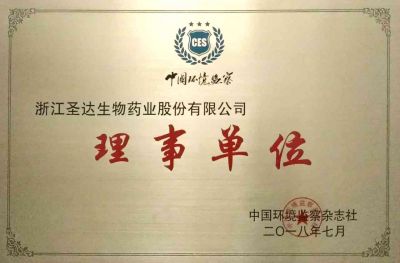 CES
中国环境监察
浙江圣达生物药业股份有限公司
理事单位
中国环境监察杂志社
二〇一八年七月